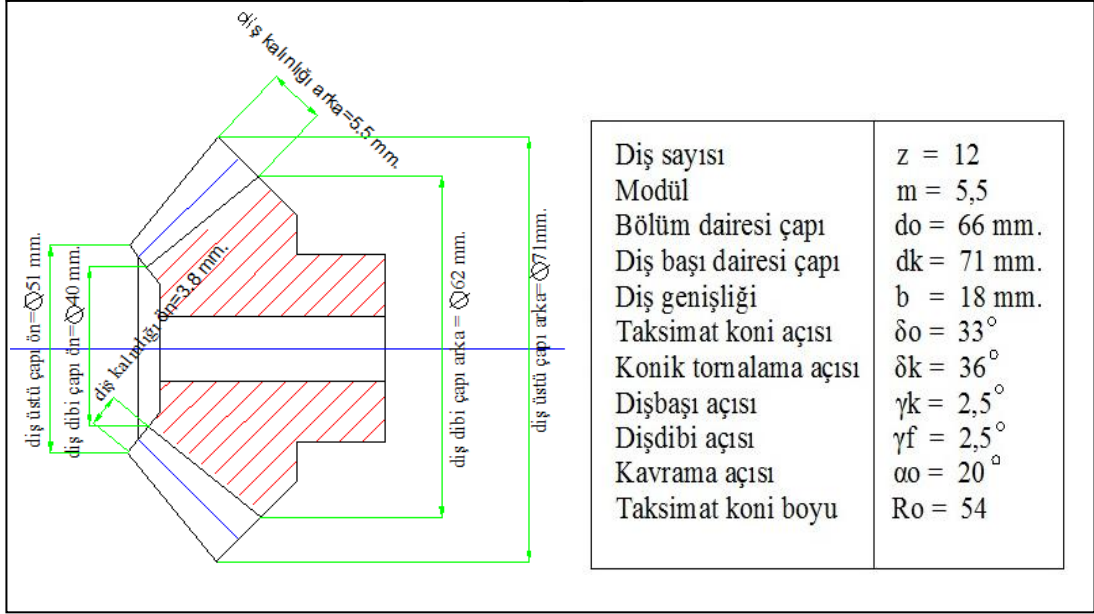 diş kalınlığı arka=5,5 mm.
diş üstü çapı ön=∅51 mm.
diş dibi çapı ön=∅40 mm.
diş kalınlığı ön=3,8 mm.
diş dibi çapı arka = ∅62 mm.
diş üstü çapı arka=∅71mm.
Diş sayısı z = 12
Modül m = 5,5
Bölüm dairesi çapı do = 66 mm.
Diş başı dairesi çapı dk = 71 mm.
Diş genişliği b = 18 mm.
Taksimat koni açısı δo = 33°
Konik tornalama açısı δk = 36°
Dişbaşı açısı γk = 2,5°
Dişdibi açısı γf = 2,5°
Kavrama açısı αo = 20°
Taksimat koni boyu Ro = 54